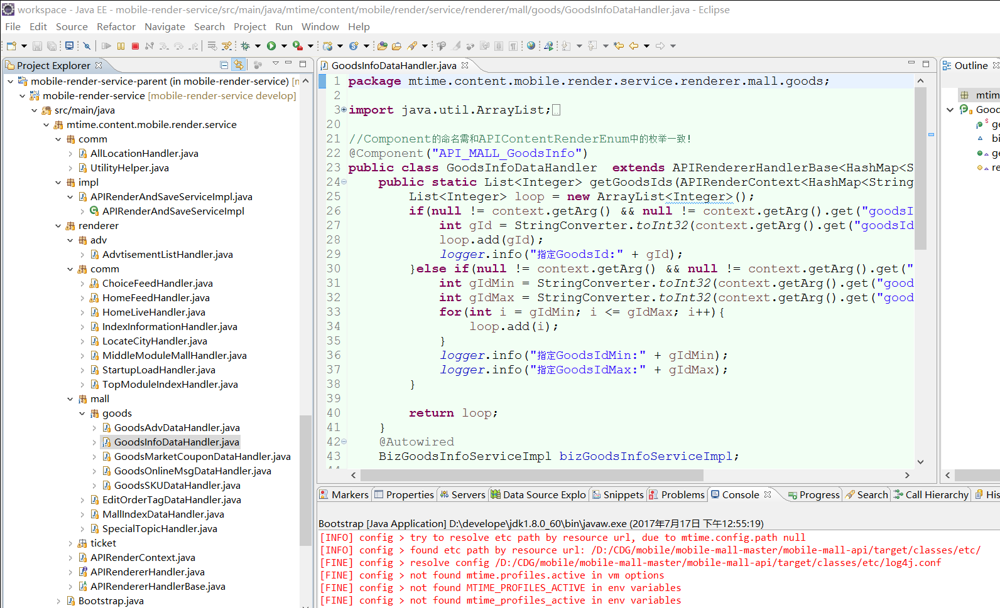 workspace - Java EE - mobile-render-service/src/main/java/mtime/content/mobile/render/service/renderer/mall/goods/GoodsInfoDataHandler.java - Eclipse
File Edit Source Refactor Navigate Search Project Run Window Help
Project Explorer
mobile-render-service-parent (in mobile-render-service) [
mobile-render-service [mobile-render-service develop]
src/main/java
mtime.content.mobile.render.service
comm
AllLocationHandler.java
UtilityHelper.java
impl
APIRenderAndSaveServiceImpl.java
APIRenderAndSaveServiceImpl
renderer
adv
AdvtisementListHandler.java
comm
ChoiceFeedHandler.java
HomeFeedHandler.java
HomeLiveHandler.java
IndexInformationHandler.java
LocateCityHandler.java
MiddleModuleMallHandler.java
StartupLoadHandler.java
TopModuleIndexHandler.java
mall
goods
GoodsAdvDataHandler.java
GoodsInfoDataHandler.java
GoodsMarketCouponDataHandler.java
GoodsOnlineMsgDataHandler.java
GoodsSKUDataHandler.java
EditOrderTagDataHandler.java
MallIndexDataHandler.java
SpecialTopicHandler.java
ticket
APIRenderContext.java
APIRendererHandler.java
APIRendererHandlerBase.java
Bootstrap.java
GoodsInfoDataHandler.java
1 package mtime.content.mobile.render.service.renderer.mall.goods;
2
3 import java.util.ArrayList;
20
21 //Component的命名需和APIContentRenderEnum中的枚举一致!
22 @Component("API_MALL_GoodsInfo")
23 public class GoodsInfoDataHandler extends APIRendererHandlerBase<HashMap<S
24 public static List<Integer> getGoodsIds(APIRenderContext<HashMap<String
25 List<Integer> loop = new ArrayList<Integer>();
26 if(null != context.getArg() && null != context.getArg().get("goodsI
27 int gId = StringConverter.toInt32(context.getArg().get("goodsId
28 loop.add(gId);
29 logger.info("指定GoodsId:" + gId);
30 }else if(null != context.getArg() && null != context.getArg().get("
31 int gIdMin = StringConverter.toInt32(context.getArg().get("good
32 int gIdMax = StringConverter.toInt32(context.getArg().get("good
33 for(int i = gIdMin; i <= gIdMax; i++){
34 loop.add(i);
35 }
36 logger.info("指定GoodsIdMin:" + gIdMin);
37 logger.info("指定GoodsIdMax:" + gIdMax);
38 }
39
40 return loop;
41 }
42 @Autowired
43 BizGoodsInfoServiceImpl bizGoodsInfoServiceImpl;
Outline
mtime
Good
ge
bi
ge
re
Markers Properties Servers Data Source Explo Snippets Problems Console Progress Search Call Hierarchy His
Bootstrap [Java Application] D:\develope\jdk1.8.0_60\bin\javaw.exe (2017年7月17日 下午12:55:19)
[INFO] config > try to resolve etc path by resource url, due to mtime.config.path null
[INFO] config > found etc path by resource url: /D:/CDG/mobile/mobile-mall-master/mobile-mall-api/target/classes/etc/
[FINE] config > resolve config /D:/CDG/mobile/mobile-mall-master/mobile-mall-api/target/classes/etc/log4j.conf
[FINE] config > not found mtime.profiles.active in vm options
[FINE] config > not found MTIME_PROFILES_ACTIVE in env variables
[FINE] config > not found mtime_profiles_active in env variables